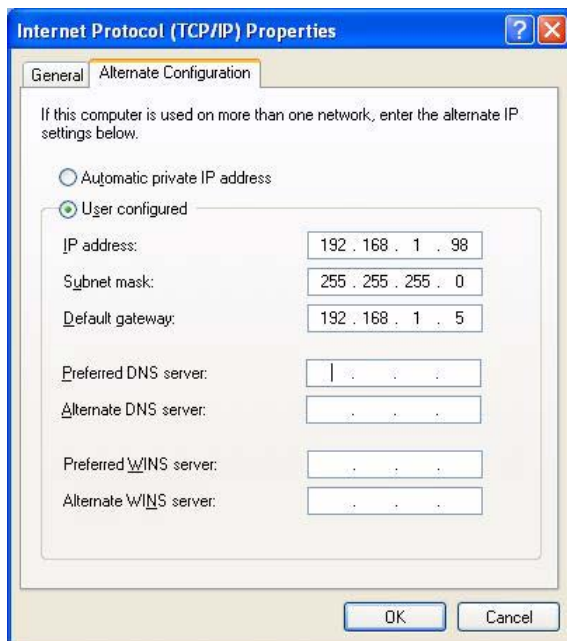 Internet Protocol (TCP/IP) Properties
General Alternate Configuration
If this computer is used on more than one network, enter the alternate IP
settings below.
Automatic private IP address
User configured
IP address: 192 . 168 . 1 . 98
Subnet mask: 255 . 255 . 255 . 0
Default gateway: 192 . 168 . 1 . 5
Preferred DNS server: . . .
Alternate DNS server: . . .
Preferred WINS server: . . .
Alternate WINS server: . . .
OK Cancel